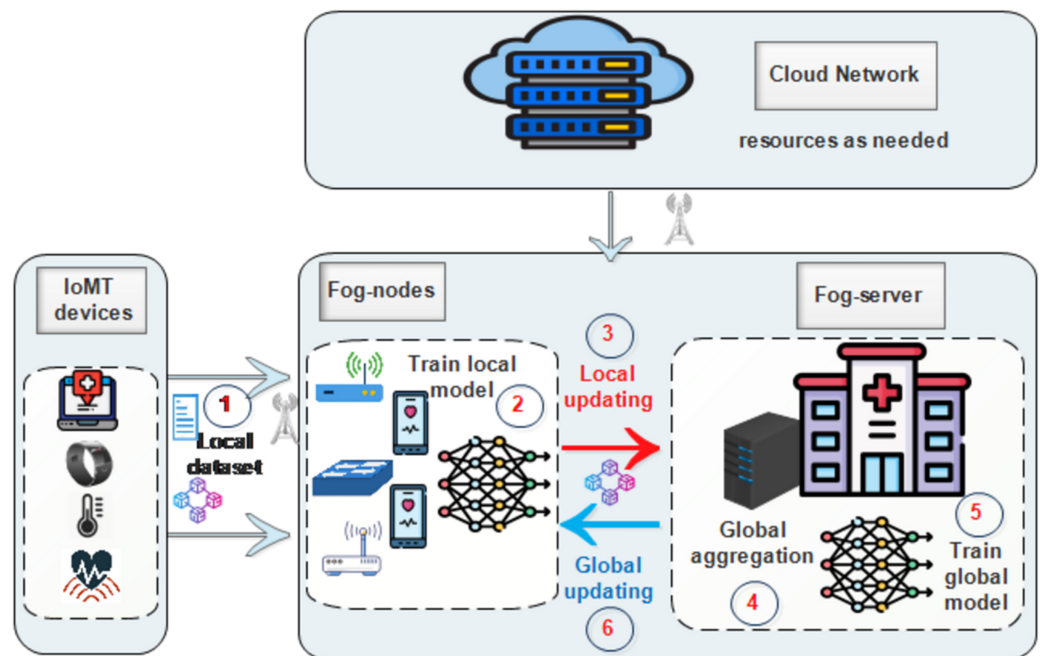 Cloud Network
resources as needed
IoMT
devices
Fog-nodes
Fog-server
1
Local
dataset
Train local
model
2
3
Local
updating
Global
updating
6
Global
aggregation
4
5
Train
global
model